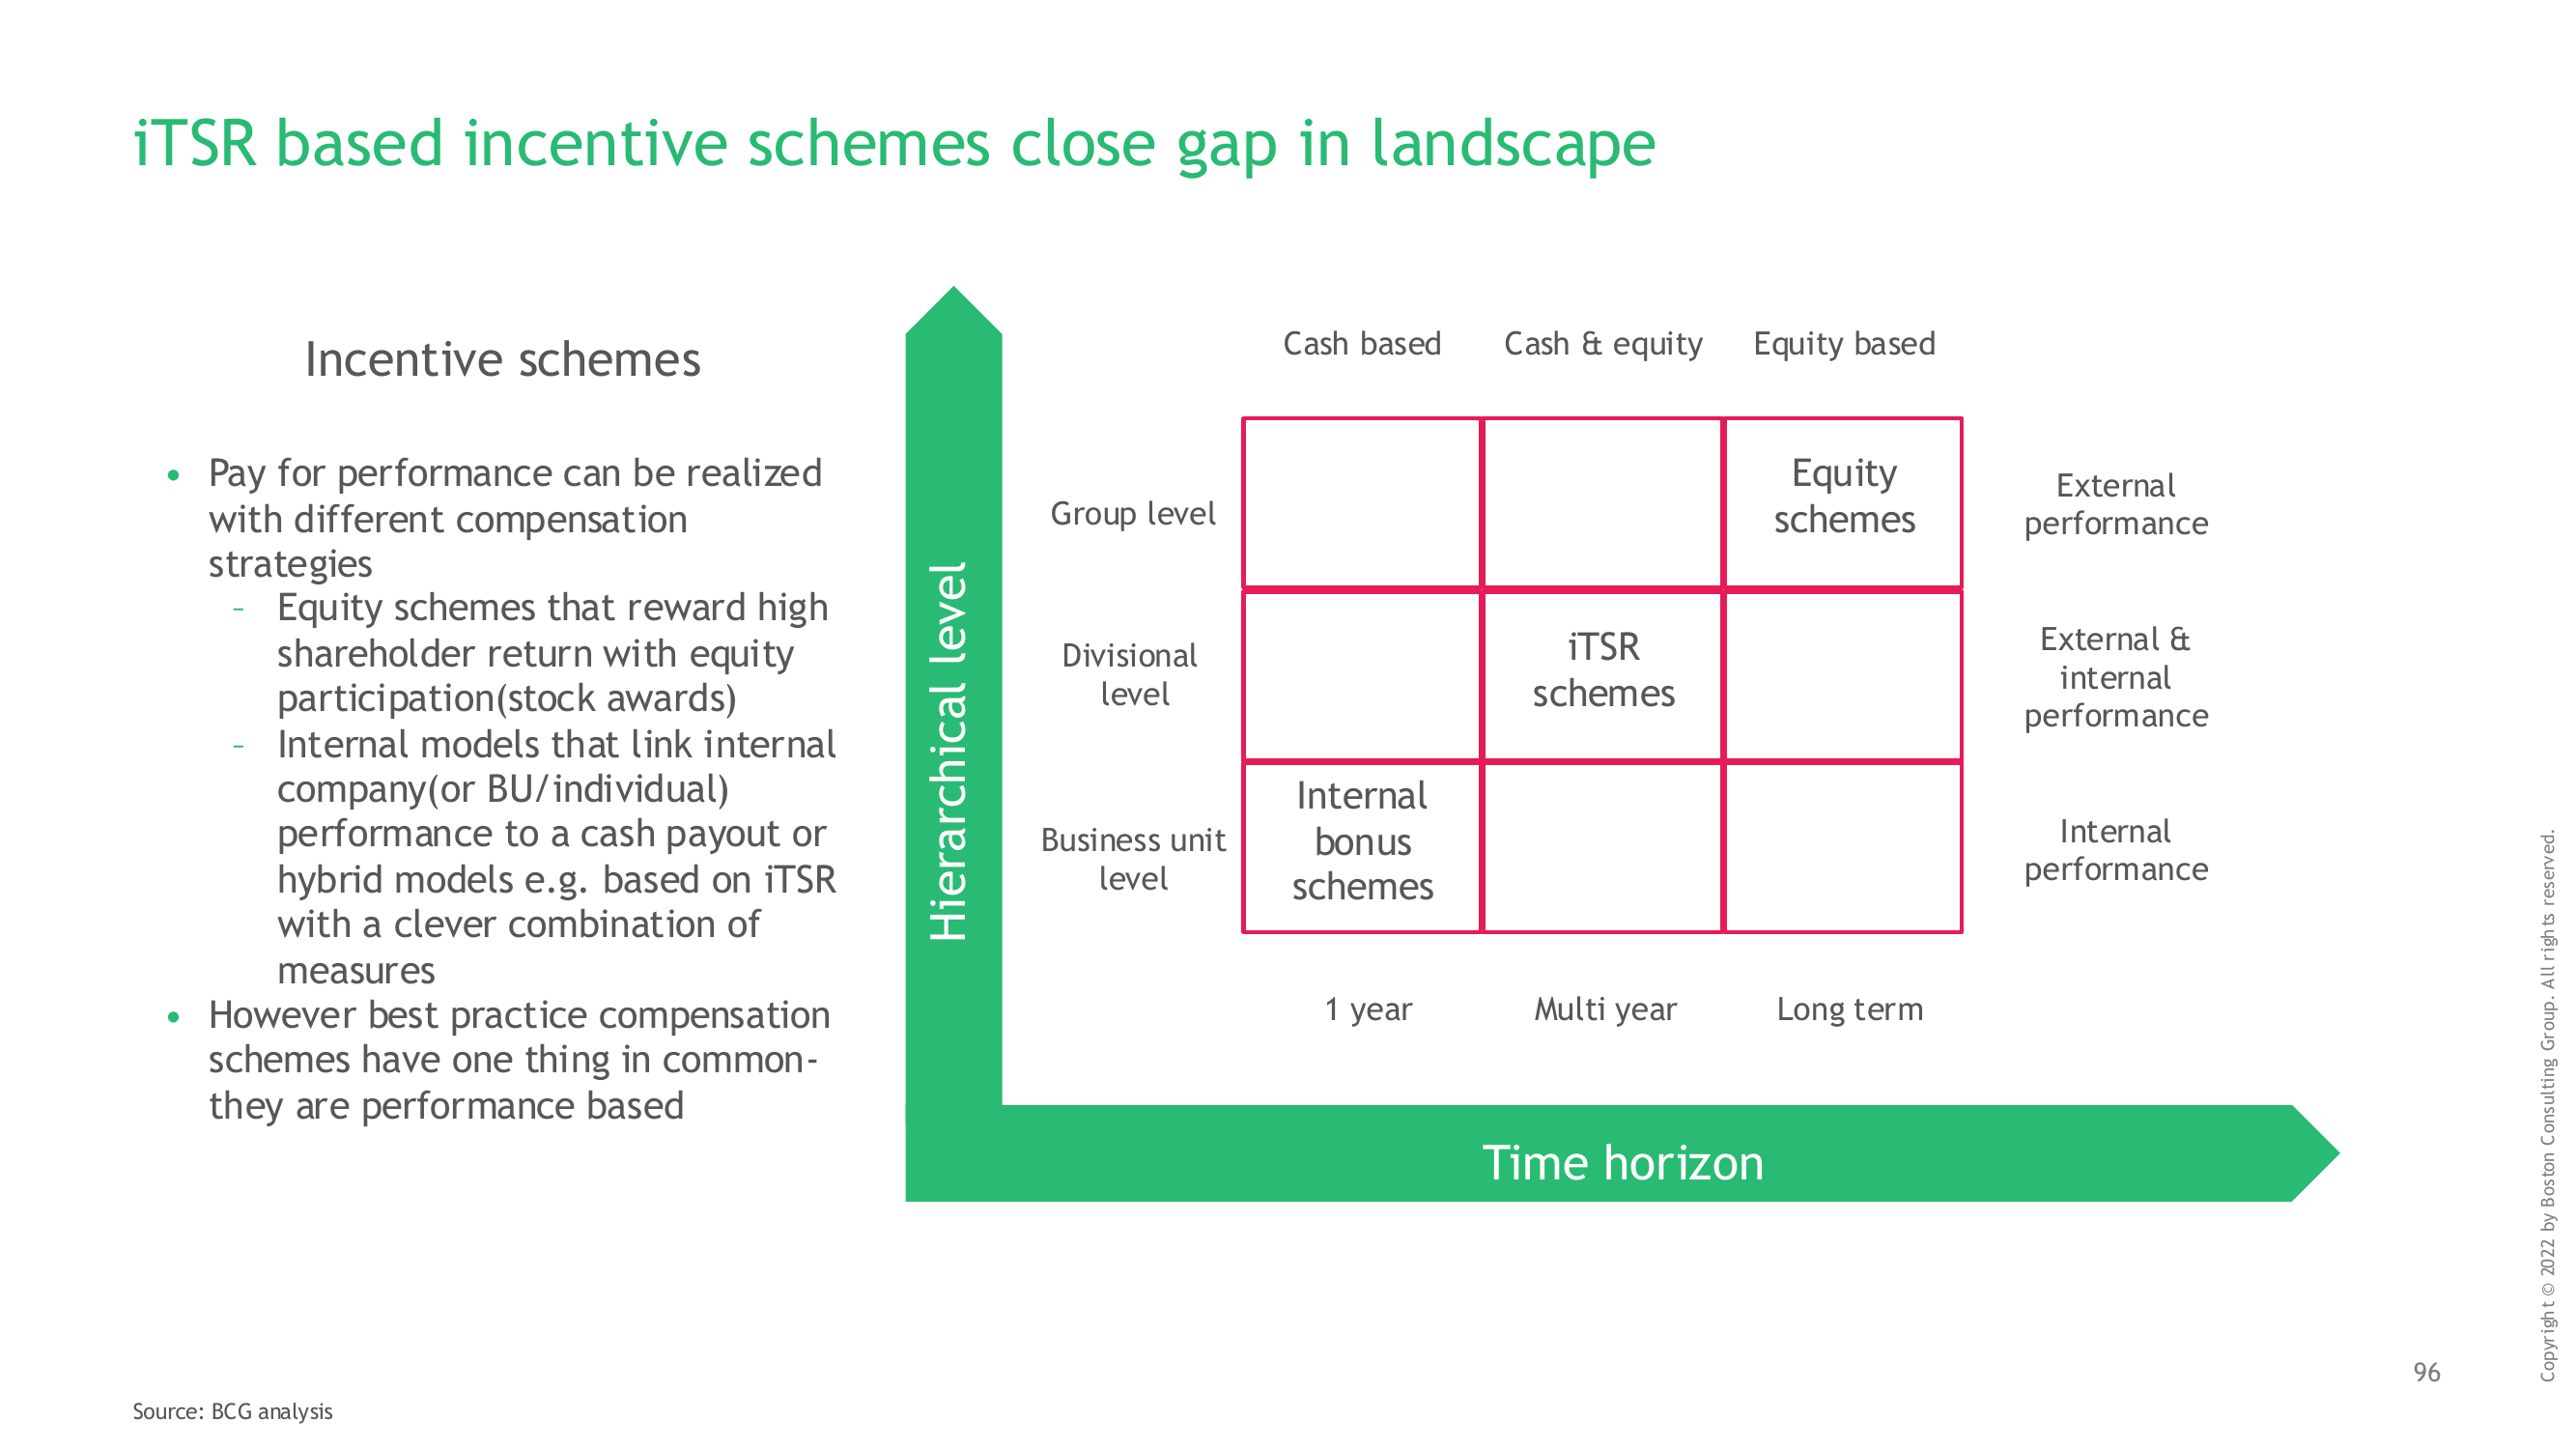 iTSR based incentive schemes close gap in landscape
Incentive schemes
• Pay for performance can be realized
with different compensation
strategies
– Equity schemes that reward high
shareholder return with equity
participation(stock awards)
– Internal models that link internal
company(or BU/individual)
performance to a cash payout or
hybrid models e.g. based on iTSR
with a clever combination of
measures
• However best practice compensation
schemes have one thing in common-
they are performance based
Hierarchical level
Cash based
Cash & equity
Equity based
Group level
Equity
schemes
External
performance
Divisional
level
iTSR
schemes
External &
internal
performance
Business unit
level
Internal
bonus
schemes
Internal
performance
1 year
Multi year
Long term
Time horizon
Source: BCG analysis
96
Copyright © 2022 by Boston Consulting Group. All rights reserved.